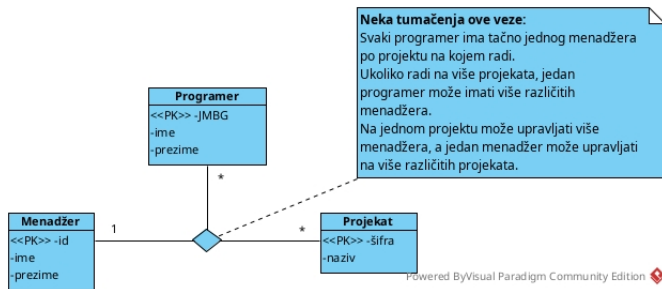 Neka tumačenja ove veze:
Svaki programer ima tačno jednog menadžera
po projektu na kojem radi.
Ukoliko radi na više projekata, jedan
programer može imati više različitih
menadžera.
Na jednom projektu može upravljati više
menadžera, a jedan menadžer može upravljati
na više različitih projekata.
Programer
<<PK>> -JMBG
-ime
-prezime
*
Menadžer
<<PK>> -id
-ime
-prezime
1
*
Projekat
<<PK>> -šifra
-naziv
Powered ByVisual Paradigm Community Edition